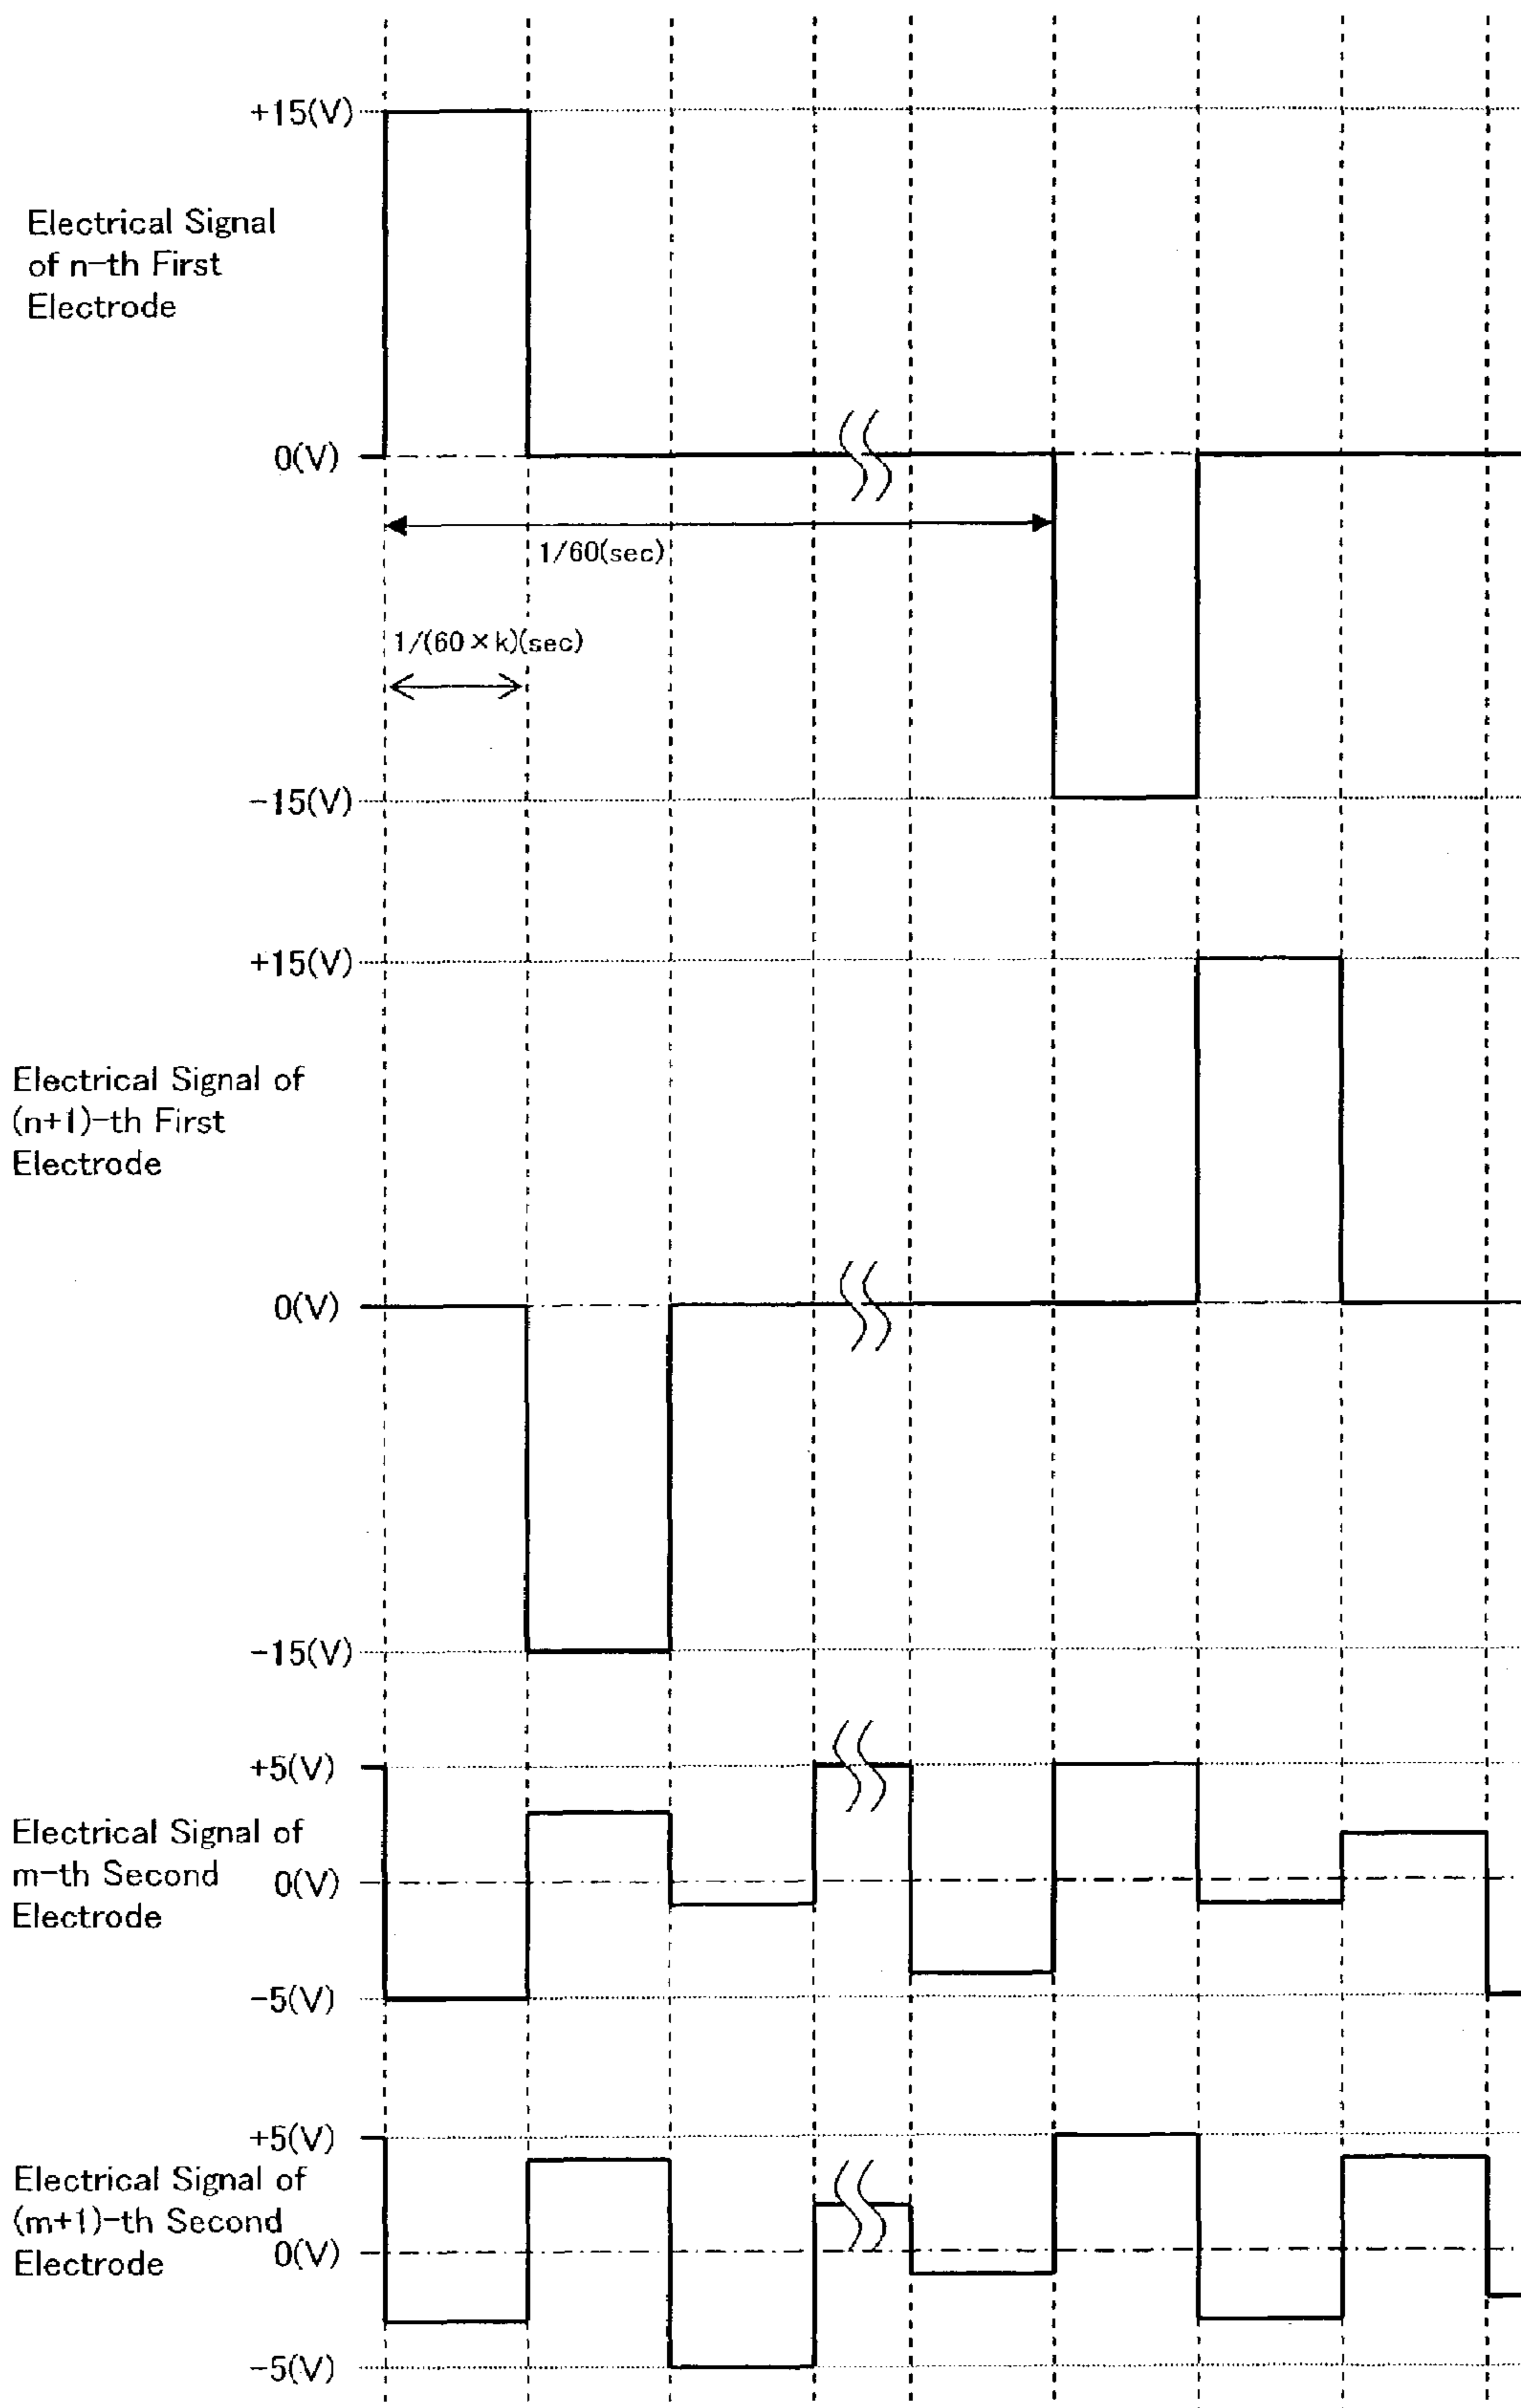 +15(V)
Electrical Signal
of n-th First
Electrode
0(V)
1/60(sec)
1/(60×k)(sec)
-15(V)
+15(V)
Electrical Signal of
(n+1)-th First
Electrode
0(V)
-15(V)
+5(V)
Electrical Signal of
m-th Second
Electrode
0(V)
-5(V)
+5(V)
Electrical Signal of
(m+1)-th Second
Electrode
0(V)
-5(V)